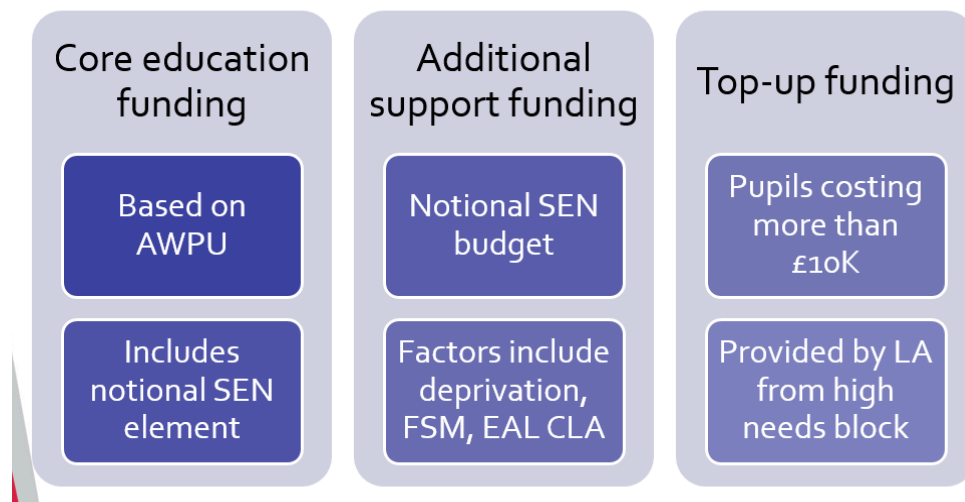 Core education
funding
Based on
AWPU
Includes
notional SEN
element
Additional
support funding
Notional SEN
budget
Factors include
deprivation,
FSM, EAL CLA
Top-up funding
Pupils costing
more than
£10K
Provided by LA
from high
needs block